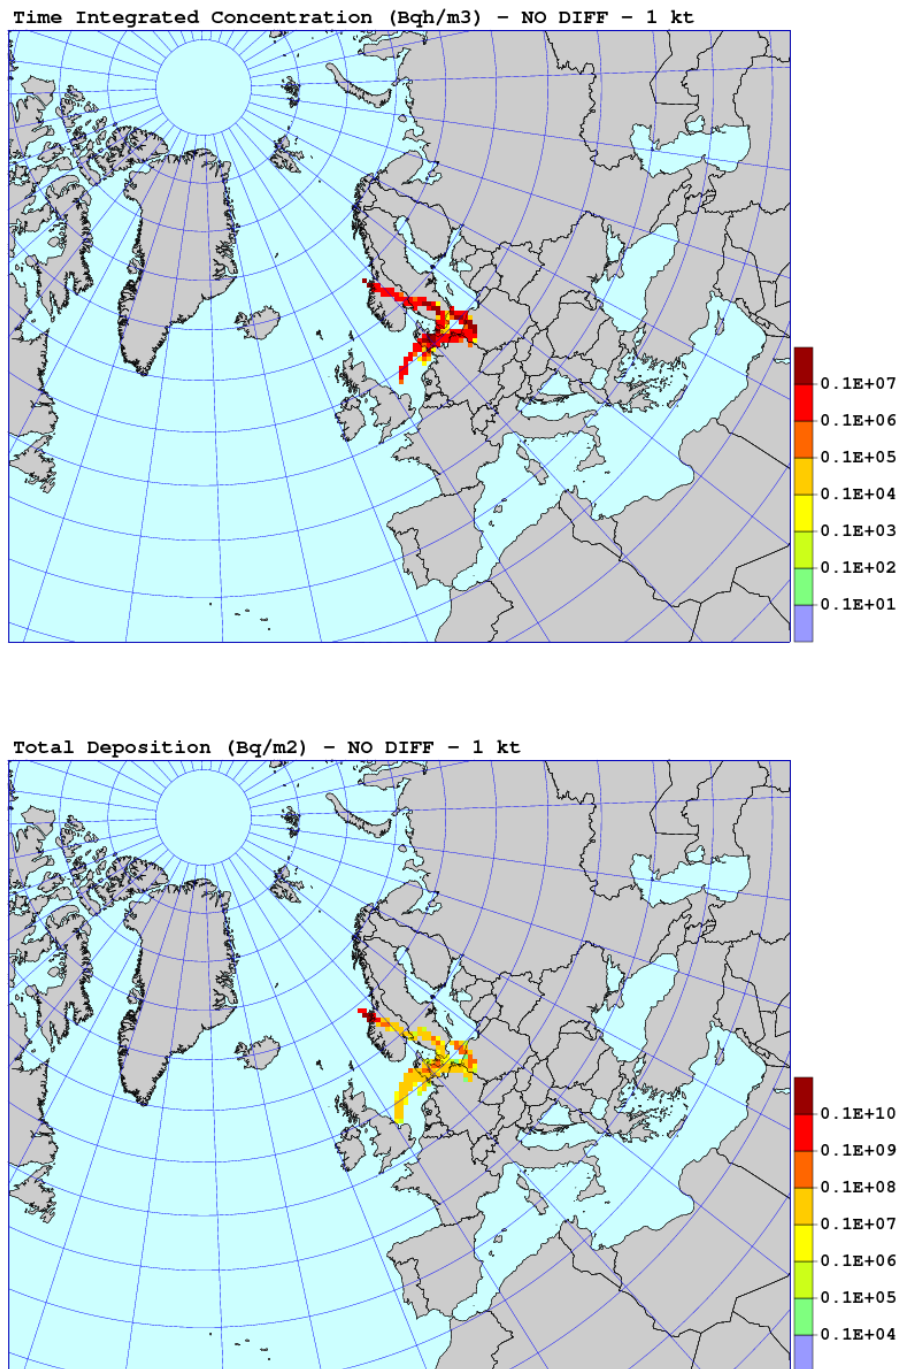 Time Integrated Concentration (Bqh/m3) – NO DIFF – 1 kt
0.1E+07
0.1E+06
0.1E+05
0.1E+04
0.1E+03
0.1E+02
0.1E+01
Total Deposition (Bq/m2) – NO DIFF – 1 kt
0.1E+10
0.1E+09
0.1E+08
0.1E+07
0.1E+06
0.1E+05
0.1E+04